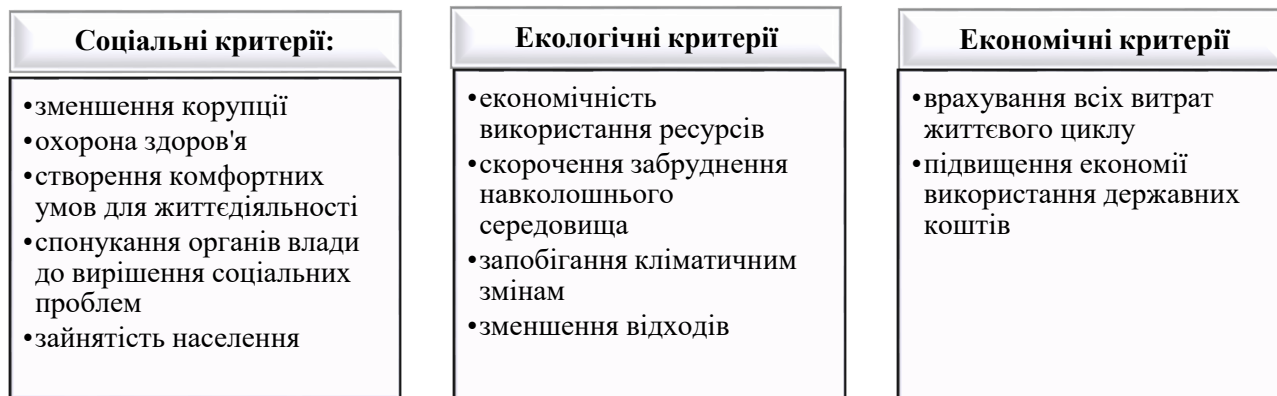 Соціальні критерії:
•зменшення корупції
•охорона здоров'я
•створення комфортних
умов для життєдіяльності
•спонукання органів влади
до вирішення соціальних
проблем
•зайнятість населення
Екологічні критерії
•економічність
використання ресурсів
•скорочення забруднення
навколошнього
середовища
•запобігання кліматичним
змінам
•зменшення відходів
Економічні критерії
•врахування всіх витрат
життєвого циклу
•підвищення економії
використання державних
коштів